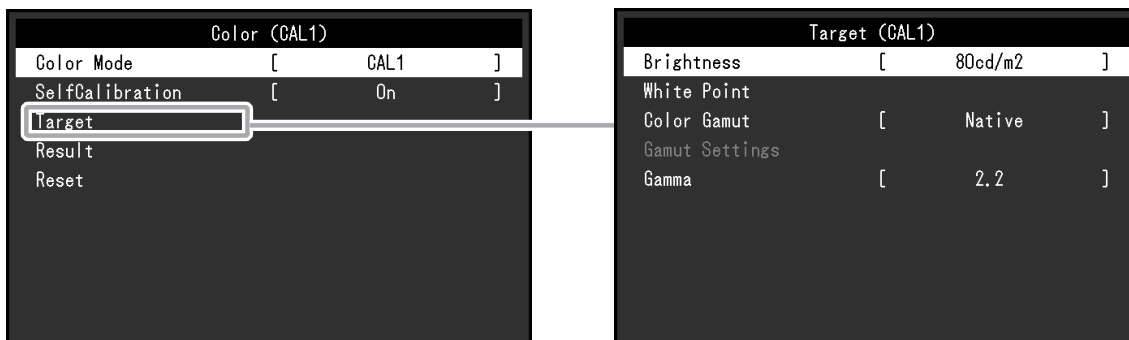 Color (CAL1)
Color Mode [ CAL1 ]
SelfCalibration [ On ]
Target
Result
Reset
Target (CAL1)
Brightness [ 80cd/m2 ]
White Point
Color Gamut [ Native ]
Gamut Settings
Gamma [ 2.2 ]